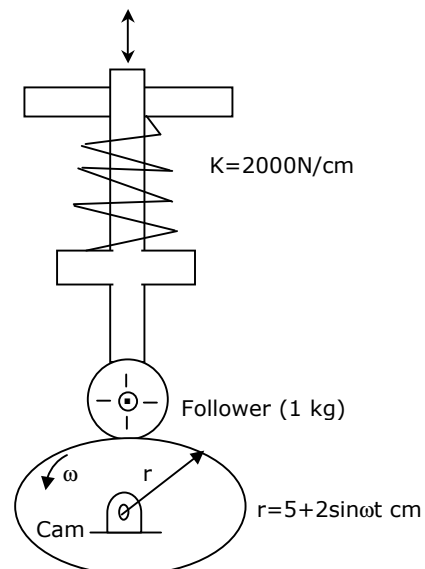 K=2000N/cm
Follower (1 kg)
ω
r
r=5+2sinωt cm
Cam